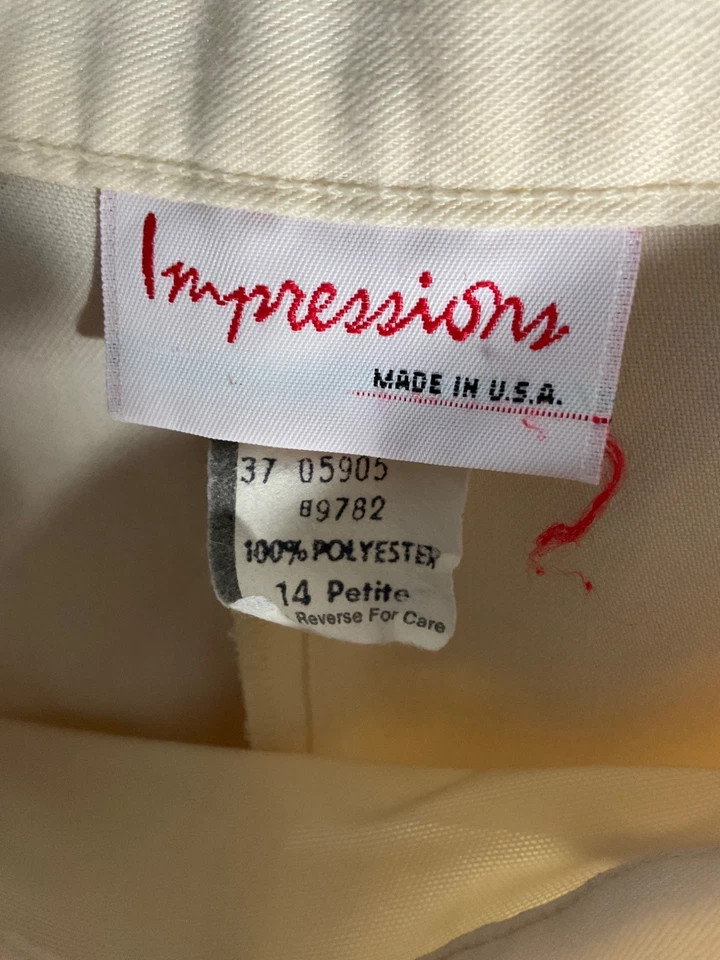 Impressions
MADE IN U.S.A.
37 05905
89782
100% POLYESTER
14 Petite
Reverse For Care